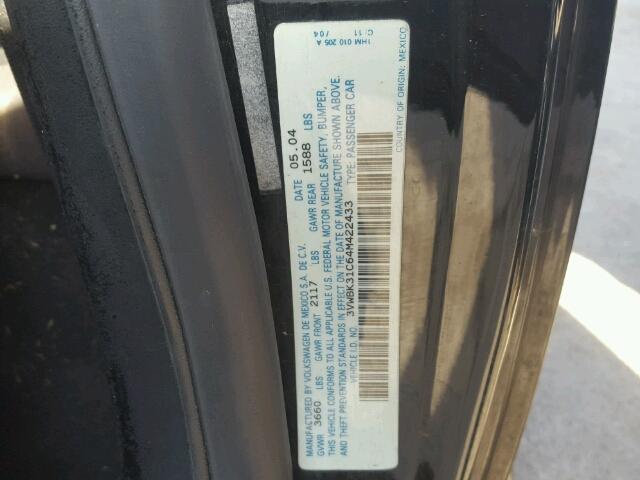 MANUFACTURED BY VOLKSWAGEN DE MEXICO S.A. DE C.V. DATE 05.04
GVWR 3660 LBS GAWR FRONT 2117 LBS GAWR REAR 1588 LBS
THIS VEHICLE CONFORMS TO ALL APPLICABLE U.S. FEDERAL MOTOR VEHICLE SAFETY, BUMPER,
AND THEFT PREVENTION STANDARDS IN EFFECT ON THE DATE OF MANUFACTURE SHOWN ABOVE.
VEHICLE I.D. NO. 3VWBK31C64M422433 TYPE: PASSENGER CAR
COUNTRY OF ORIGIN: MEXICO
1HM 010 205 A
C 11 /04